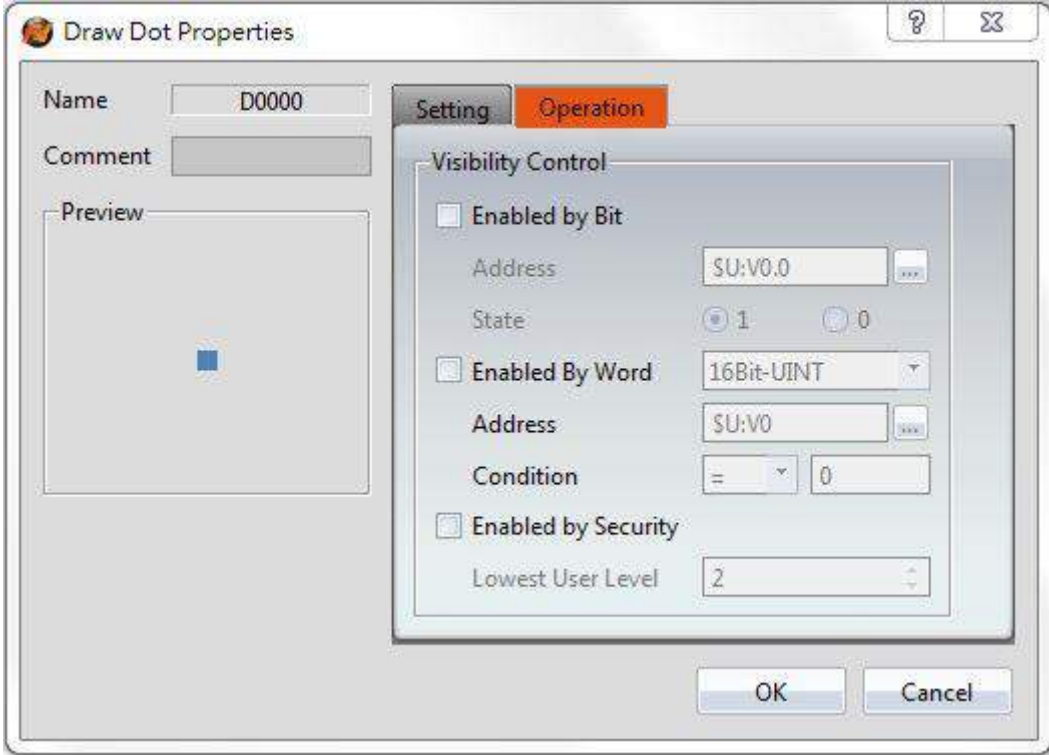 Draw Dot Properties
Name D0000
Comment
Preview
Setting Operation
Visibility Control
Enabled by Bit
Address $U:V0.0 ...
State 1 0
Enabled By Word 16Bit-UINT
Address $U:V0 ...
Condition = 0
Enabled by Security
Lowest User Level 2
OK Cancel